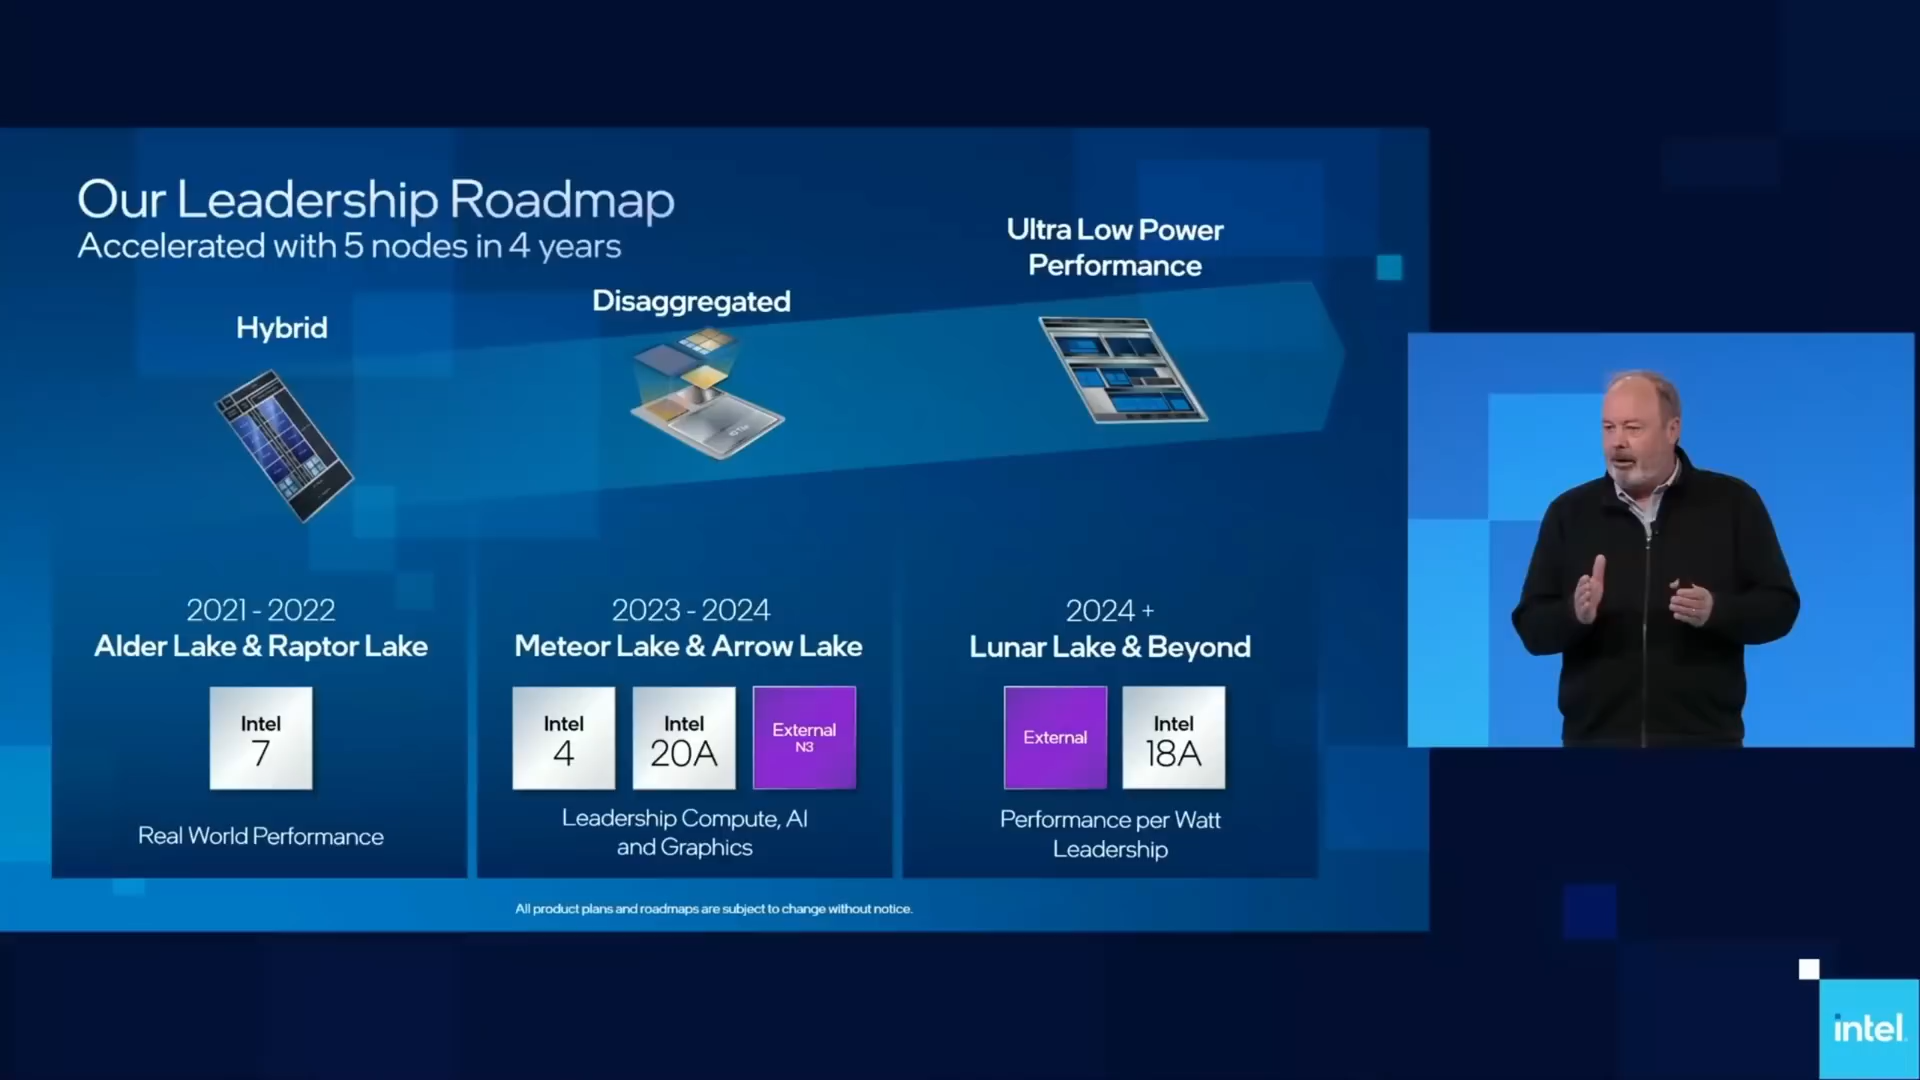 Our Leadership Roadmap
Accelerated with 5 nodes in 4 years
Hybrid
Disaggregated
Ultra Low Power
Performance
2021 - 2022
Alder Lake & Raptor Lake
Intel
7
Real World Performance
2023 - 2024
Meteor Lake & Arrow Lake
Intel
4
Intel
20A
External
N3
Leadership Compute, AI
and Graphics
2024 +
Lunar Lake & Beyond
External
Intel
18A
Performance per Watt
Leadership
All product plans and roadmaps are subject to change without notice.
intel.